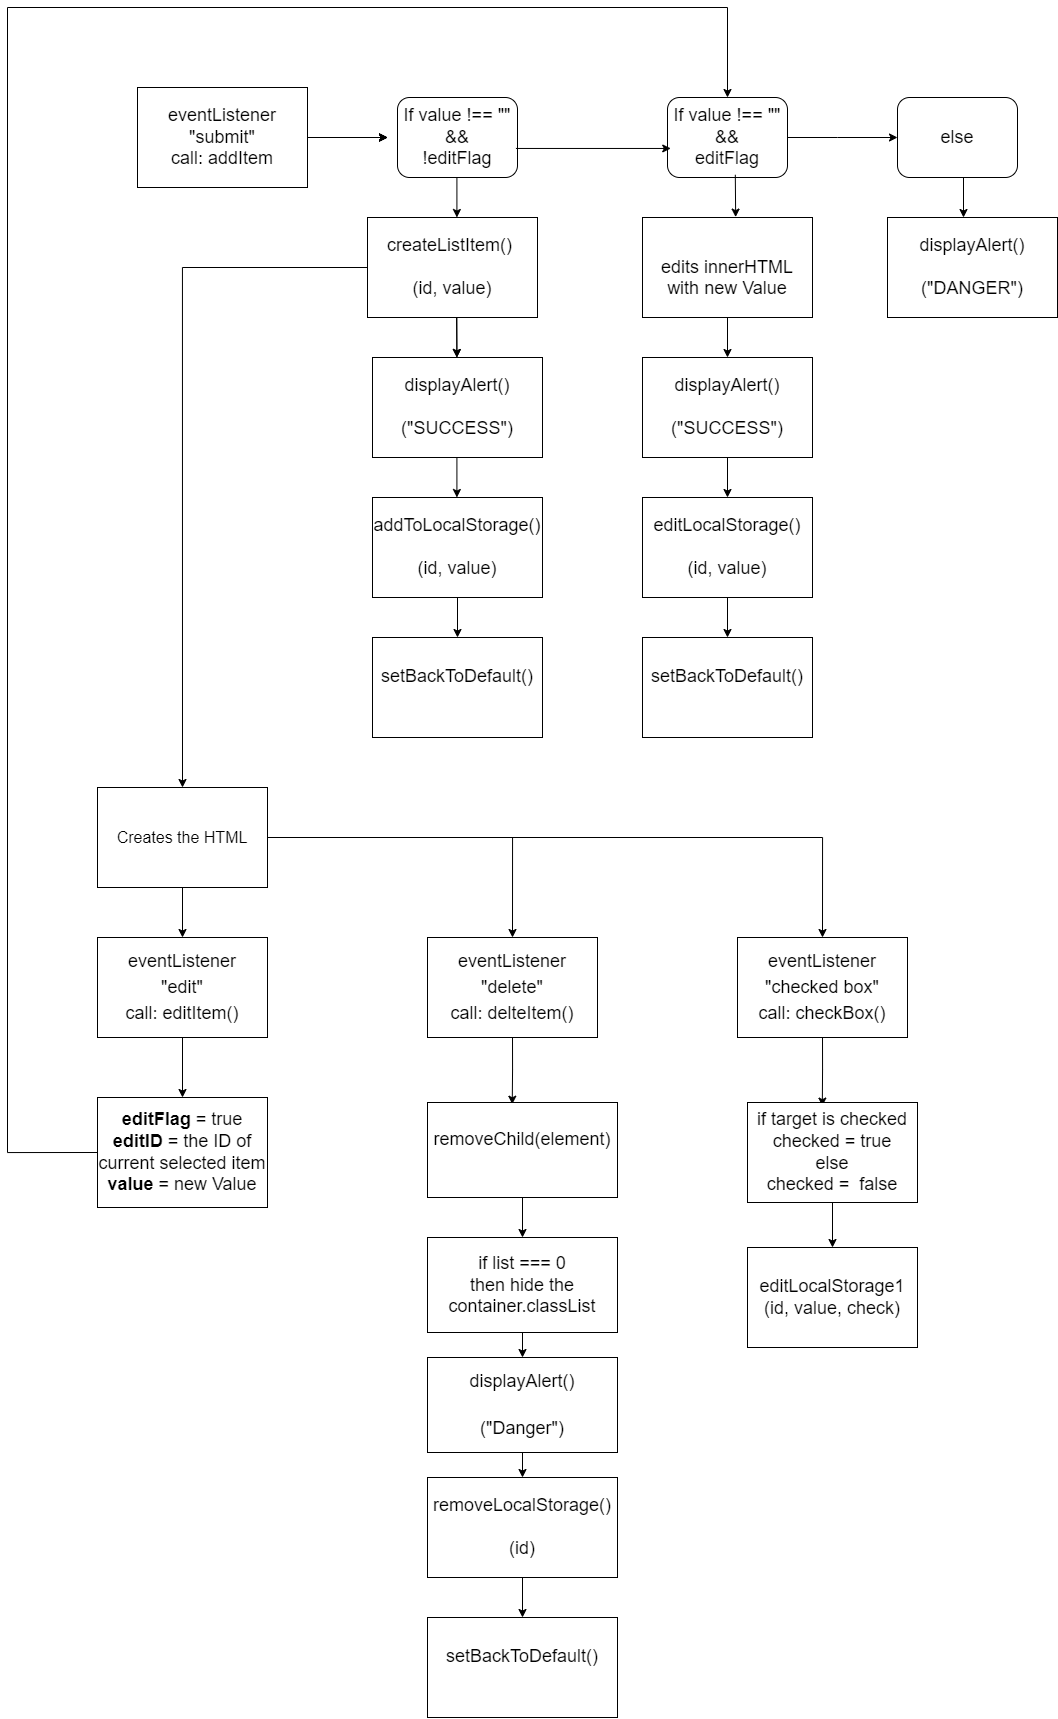 eventListener
"submit"
call: addItem
If value !== ""
&&
!editFlag
If value !== ""
&&
editFlag
else
createListItem()
(id, value)
edits innerHTML
with new Value
displayAlert()
("DANGER")
displayAlert()
("SUCCESS")
displayAlert()
("SUCCESS")
addToLocalStorage()
(id, value)
editLocalStorage()
(id, value)
setBackToDefault()
setBackToDefault()
Creates the HTML
eventListener
"edit"
call: editItem()
eventListener
"delete"
call: delteItem()
eventListener
"checked box"
call: checkBox()
editFlag = true
editID = the ID of
current selected item
value = new Value
removeChild(element)
if target is checked
checked = true
else
checked =  false
if list === 0
then hide the
container.classList
editLocalStorage1
(id, value, check)
displayAlert()
("Danger")
removeLocalStorage()
(id)
setBackToDefault()